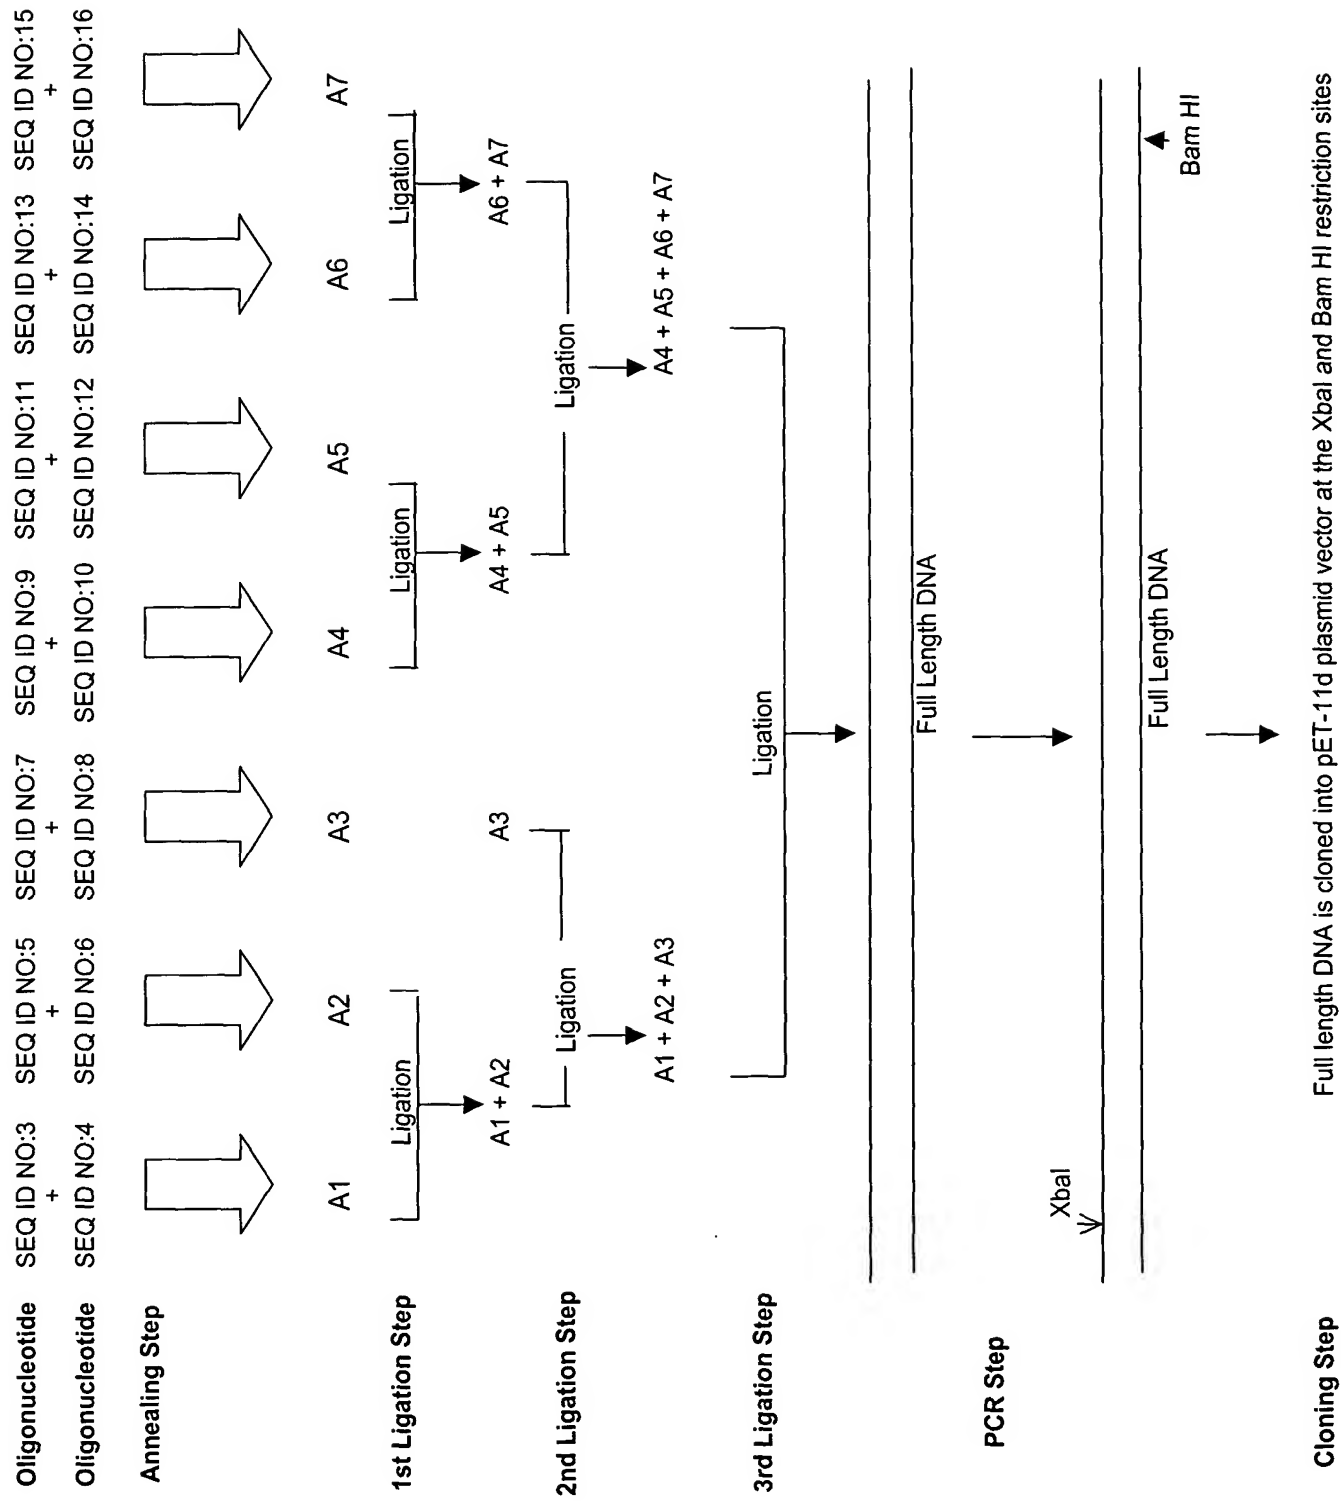 Oligonucleotide SEQ ID NO:3 SEQ ID NO:5 SEQ ID NO:7 SEQ ID NO:9 SEQ ID NO:11 SEQ ID NO:13 SEQ ID NO:15
+ + + + + + +
Oligonucleotide SEQ ID NO:4 SEQ ID NO:6 SEQ ID NO:8 SEQ ID NO:10 SEQ ID NO:12 SEQ ID NO:14 SEQ ID NO:16
Annealing Step
A1 A2 A3 A4 A5 A6 A7
1st Ligation Step Ligation Ligation Ligation
A1 + A2 A3 A4 + A5 A6 + A7
2nd Ligation Step Ligation Ligation
A1 + A2 + A3 A4 + A5 + A6 + A7
3rd Ligation Step Ligation
Full Length DNA
PCR Step
XbaI
Full Length DNA
Bam HI
Cloning Step Full length DNA is cloned into pET-11d plasmid vector at the XbaI and Bam HI restriction sites